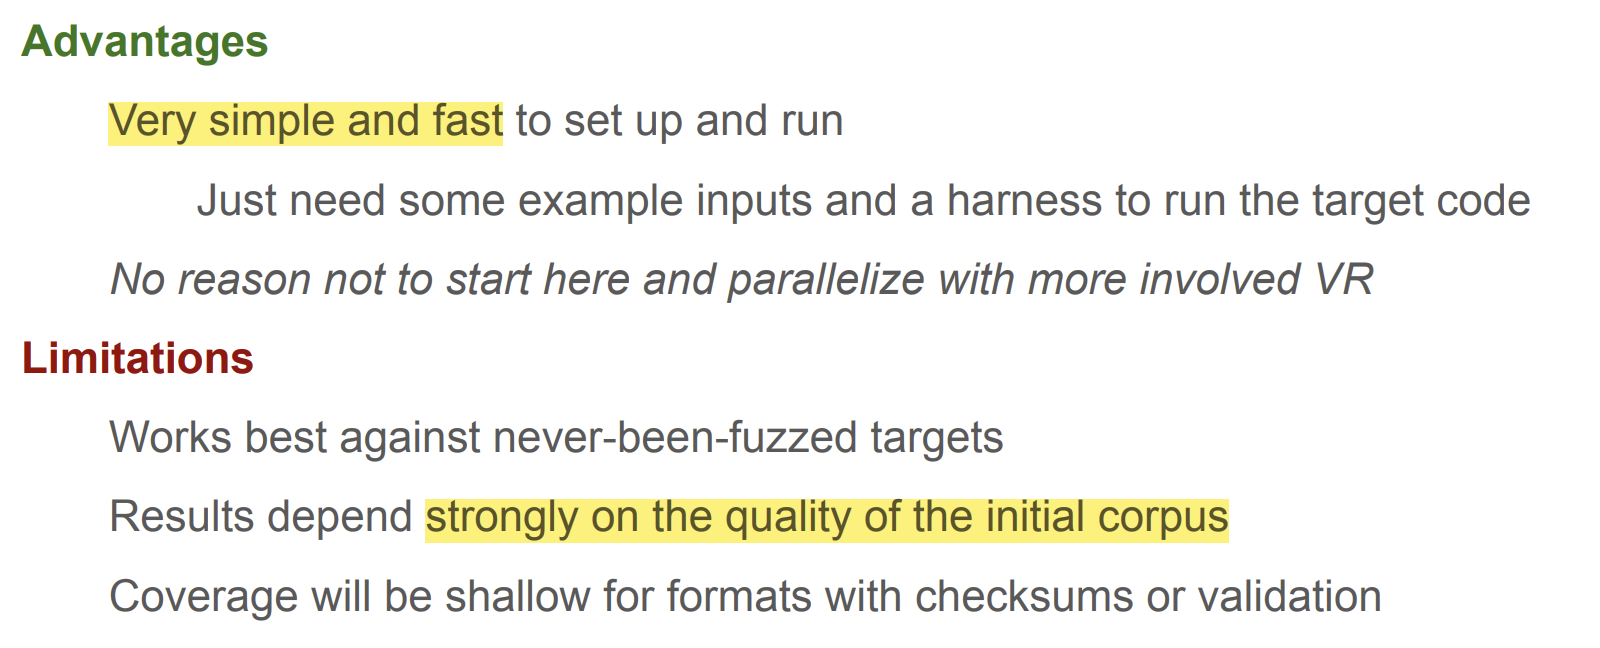 Advantages
Very simple and fast to set up and run
Just need some example inputs and a harness to run the target code
No reason not to start here and parallelize with more involved VR
Limitations
Works best against never-been-fuzzed targets
Results depend strongly on the quality of the initial corpus
Coverage will be shallow for formats with checksums or validation